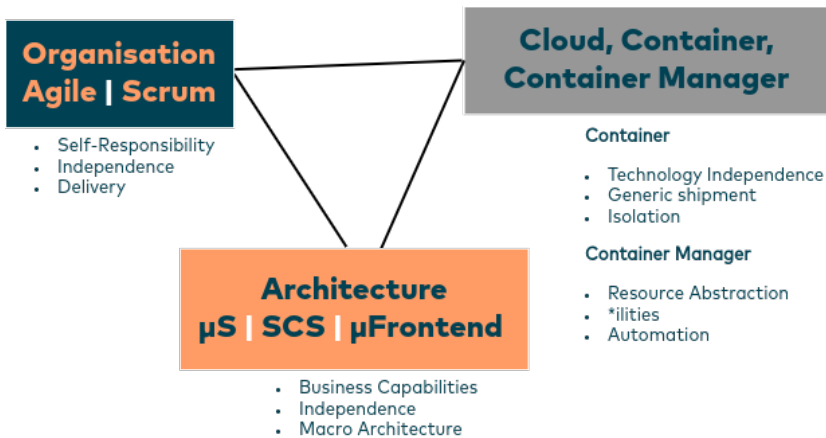 Organisation
Agile | Scrum
• Self-Responsibility
• Independence
• Delivery
Cloud, Container,
Container Manager
Container
• Technology Independence
• Generic shipment
• Isolation
Container Manager
• Resource Abstraction
• *ilities
• Automation
Architecture
µS | SCS | µFrontend
• Business Capabilities
• Independence
• Macro Architecture